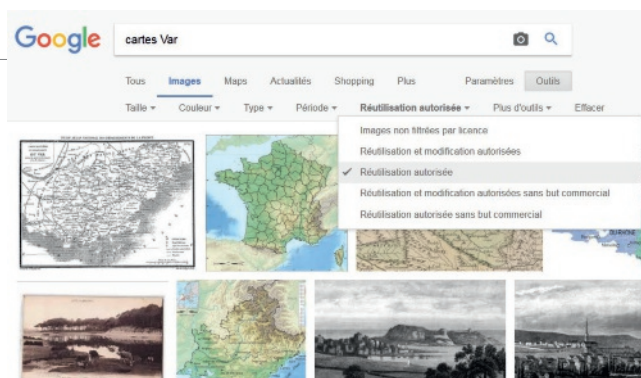 Google
cartes Var
Tous Images Maps Actualités Shopping Plus Paramètres Outils
Taille Couleur Type Période Réutilisation autorisée Plus d'outils Effacer
Images non filtrées par licence
Réutilisation et modification autorisées
Réutilisation autorisée
Réutilisation et modification autorisées sans but commercial
Réutilisation autorisée sans but commercial